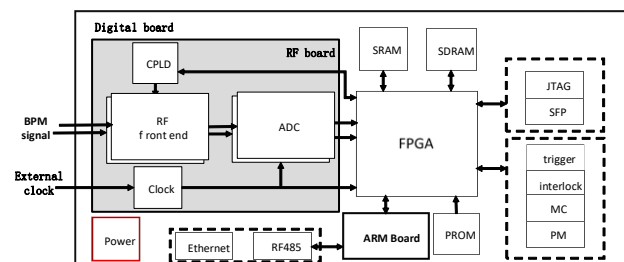 Digital board
RF board
CPLD
SRAM
SDRAM
JTAG
SFP
BPM
signal
RF
f ront end
ADC
FPGA
trigger
interlock
MC
PM
External
clock
Clock
Power
Ethernet
RF485
ARM Board
PROM